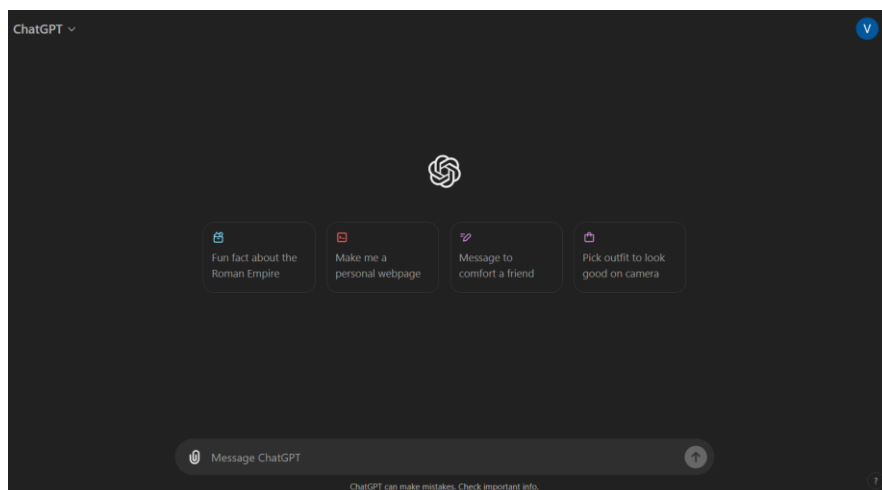 ChatGPT
V
Fun fact about the
Roman Empire
Make me a
personal webpage
Message to
comfort a friend
Pick outfit to look
good on camera
Message ChatGPT
ChatGPT can make mistakes. Check important info.
?